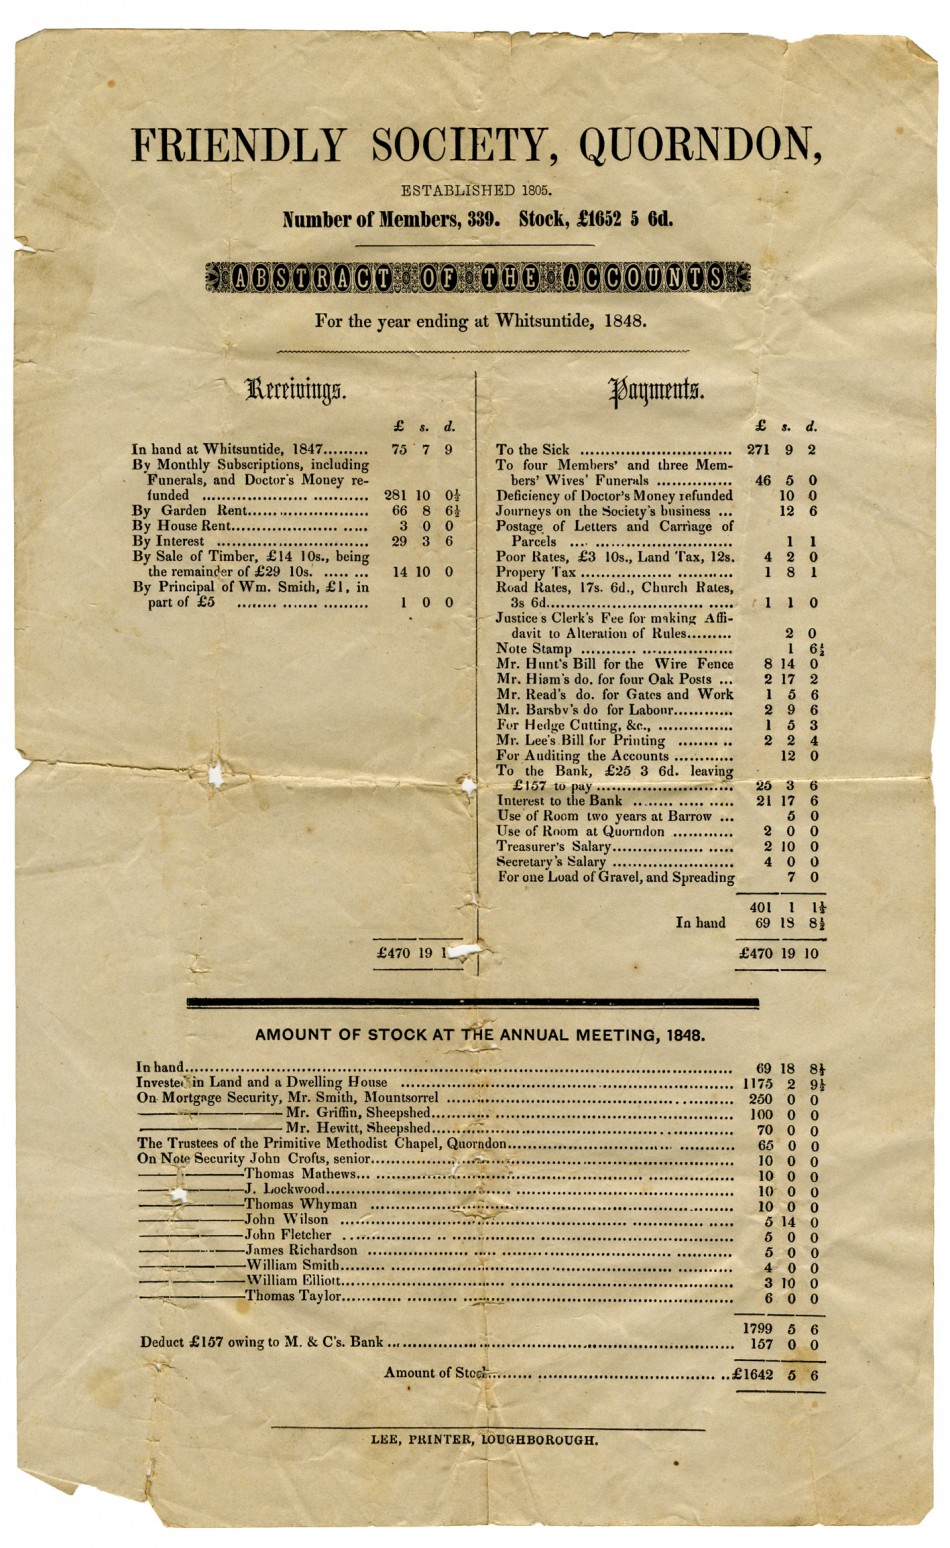 FRIENDLY SOCIETY, QUORNDON,
ESTABLISHED 1805.
Number of Members, 339. Stock, £1652 5 6d.
ABSTRACT OF THE ACCOUNTS
For the year ending at Whitsuntide, 1848.
Receivings.
£ s. d.
In hand at Whitsuntide, 1847......... 75 7 9
By Monthly Subscriptions, including
Funerals, and Doctor's Money re-
funded .................................. 281 10 0½
By Garden Rent......................... 66 8 6½
By House Rent........................... 3 0 0
By Interest ............................... 29 3 6
By Sale of Timber, £14 10s., being
the remainder of £29 10s. ......... 14 10 0
By Principal of Wm. Smith, £1, in
part of £5 ........................... 1 0 0
£470 19 1
Payments.
£ s. d.
To the Sick .............................. 271 9 2
To four Members' and three Mem-
bers' Wives' Funerals ............... 46 5 0
Deficiency of Doctor's Money refunded 10 0
Journeys on the Society's business ... 12 6
Postage of Letters and Carriage of
Parcels .............................. 1 1
Poor Rates, £3 10s., Land Tax, 12s. 4 2 0
Propery Tax .............................. 1 8 1
Road Rates, 17s. 6d., Church Rates,
3s 6d.................................... 1 1 0
Justice's Clerk's Fee for making Affi-
davit to Alteration of Rules......... 2 0
Note Stamp .............................. 1 6½
Mr. Hunt's Bill for the Wire Fence 8 14 0
Mr. Hiam's do. for four Oak Posts ... 2 17 2
Mr. Read's do. for Gates and Work 1 5 6
Mr. Barsby's do for Labour............ 2 9 6
For Hedge Cutting, &c., ............... 1 5 3
Mr. Lee's Bill for Printing .......... 2 2 4
For Auditing the Accounts ............ 12 0
To the Bank, £25 3 6d. leaving
£157 to pay ........................... 25 3 6
Interest to the Bank .................. 21 17 6
Use of Room two years at Barrow ... 5 0
Use of Room at Quorndon ............ 2 0 0
Treasurer's Salary....................... 2 10 0
Secretary's Salary ........................ 4 0 0
For one Load of Gravel, and Spreading 7 0
401 1 1½
In hand 69 18 8½
£470 19 10
AMOUNT OF STOCK AT THE ANNUAL MEETING, 1848.
In hand.................................... 69 18 8½
Invested in Land and a Dwelling House .............................. 1175 2 9½
On Mortgage Security, Mr. Smith, Mountsorrel .............................. 250 0 0
———— Mr. Griffin, Sheepshed.............................. 100 0 0
———— Mr. Hewitt, Sheepshed.............................. 70 0 0
The Trustees of the Primitive Methodist Chapel, Quorndon.............................. 65 0 0
On Note Security John Crofts, senior.............................. 10 0 0
————Thomas Mathews.............................. 10 0 0
————J. Lockwood.............................. 10 0 0
————Thomas Whyman .............................. 10 0 0
————John Wilson .............................. 5 14 0
————John Fletcher .............................. 5 0 0
————James Richardson .............................. 5 0 0
————William Smith.............................. 4 0 0
————William Elliott.............................. 3 10 0
————Thomas Taylor.............................. 6 0 0
1799 5 6
Deduct £157 owing to M. & C's. Bank .............................. 157 0 0
Amount of Stock.............................. £1642 5 6
LEE, PRINTER, LOUGHBOROUGH.